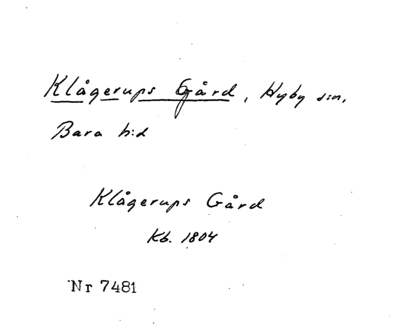 Klågerups Gård, Hyby sn,
Bara h:d
Klågerups Gård
Kb. 1804
Nr 7481